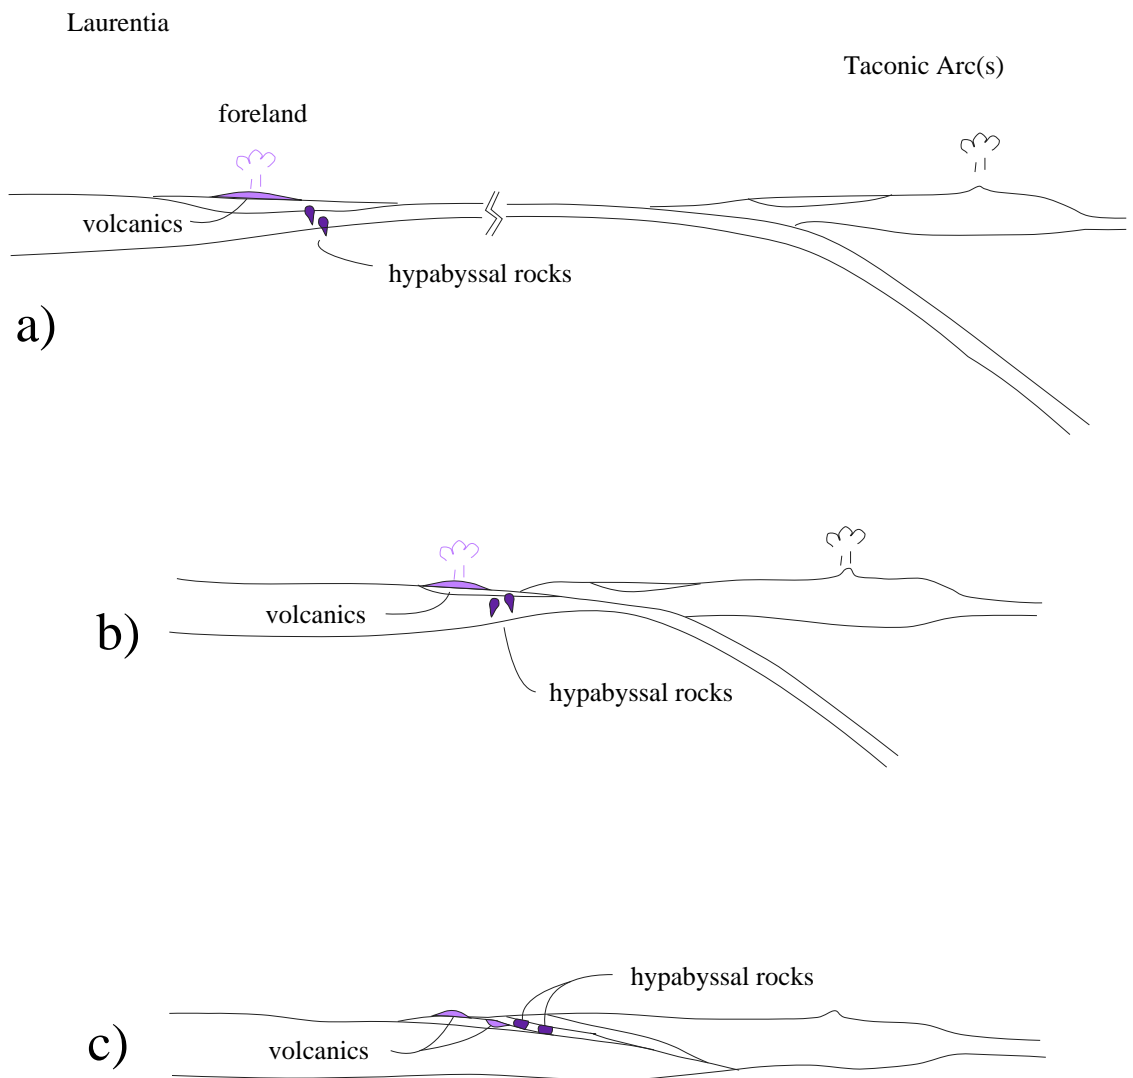 Laurentia
Taconic Arc(s)
foreland
volcanics
hypabyssal rocks
a)
volcanics
b)
hypabyssal rocks
hypabyssal rocks
c)
volcanics